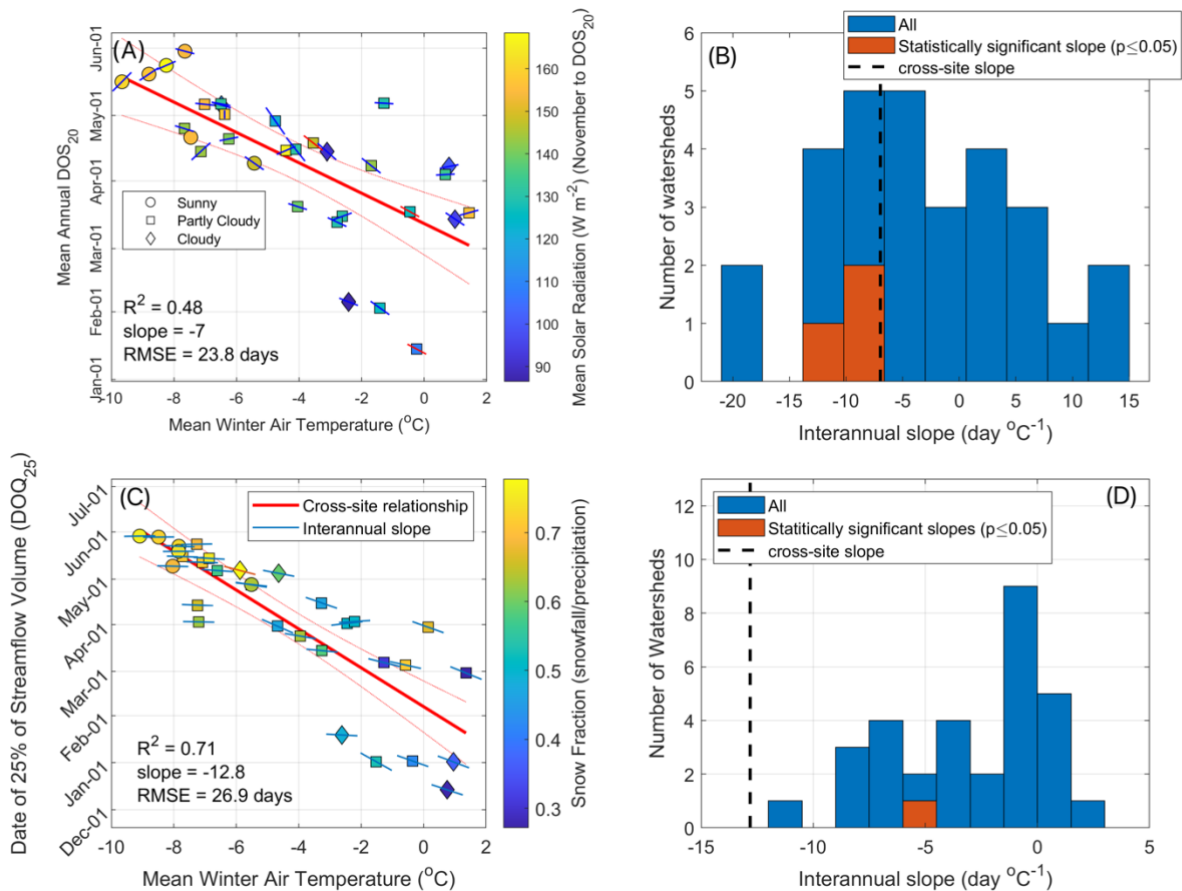 (A)
Mean Annual DOS20
Jun-01
May-01
Apr-01
Mar-01
Feb-01
Jan-01
Sunny
Partly Cloudy
Cloudy
R2 = 0.48
slope = -7
RMSE = 23.8 days
-10 -8 -6 -4 -2 0 2
Mean Winter Air Temperature (oC)
160
150
140
130
120
110
100
90
Mean Solar Radiation (W m-2) (November to DOS20)
(B)
All
Statistically significant slope (p≤0.05)
cross-site slope
Number of watersheds
6
5
4
3
2
1
0
-20 -15 -10 -5 0 5 10 15
Interannual slope (day oC-1)
(C)
Date of 25% of Streamflow Volume (DOQ25)
Jul-01
Jun-01
May-01
Apr-01
Mar-01
Feb-01
Jan-01
Dec-01
Cross-site relationship
Interannual slope
R2 = 0.71
slope = -12.8
RMSE = 26.9 days
-10 -8 -6 -4 -2 0 2
Mean Winter Air Temperature (oC)
0.7
0.6
0.5
0.4
0.3
Snow Fraction (snowfall/precipitation)
(D)
All
Statitically significant slopes (p≤0.05)
cross-site slope
Number of Watersheds
12
10
8
6
4
2
0
-15 -10 -5 0 5
Interannual slope (day oC-1)